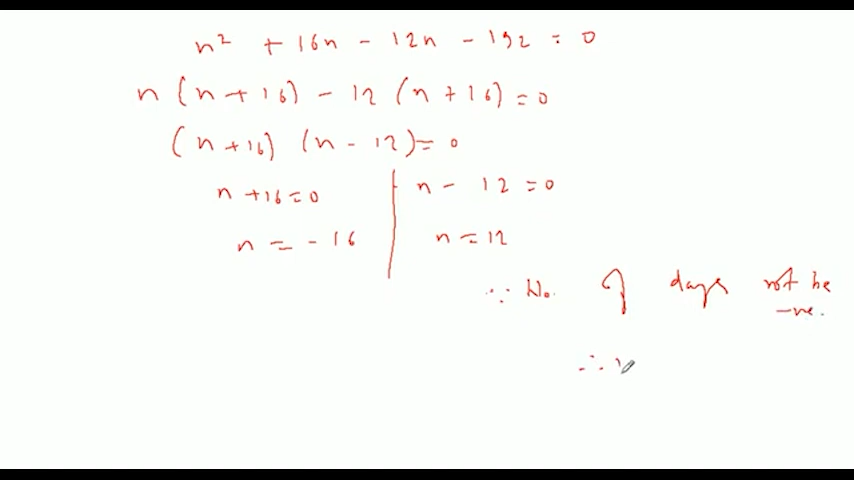 n² + 16n - 12n - 192 = 0
n (n + 16) - 12 (n + 16) = 0
(n + 16) (n - 12) = 0
n + 16 = 0 n - 12 = 0
n = - 16 n = 12
∵ No. of days not be
-ve.
∴